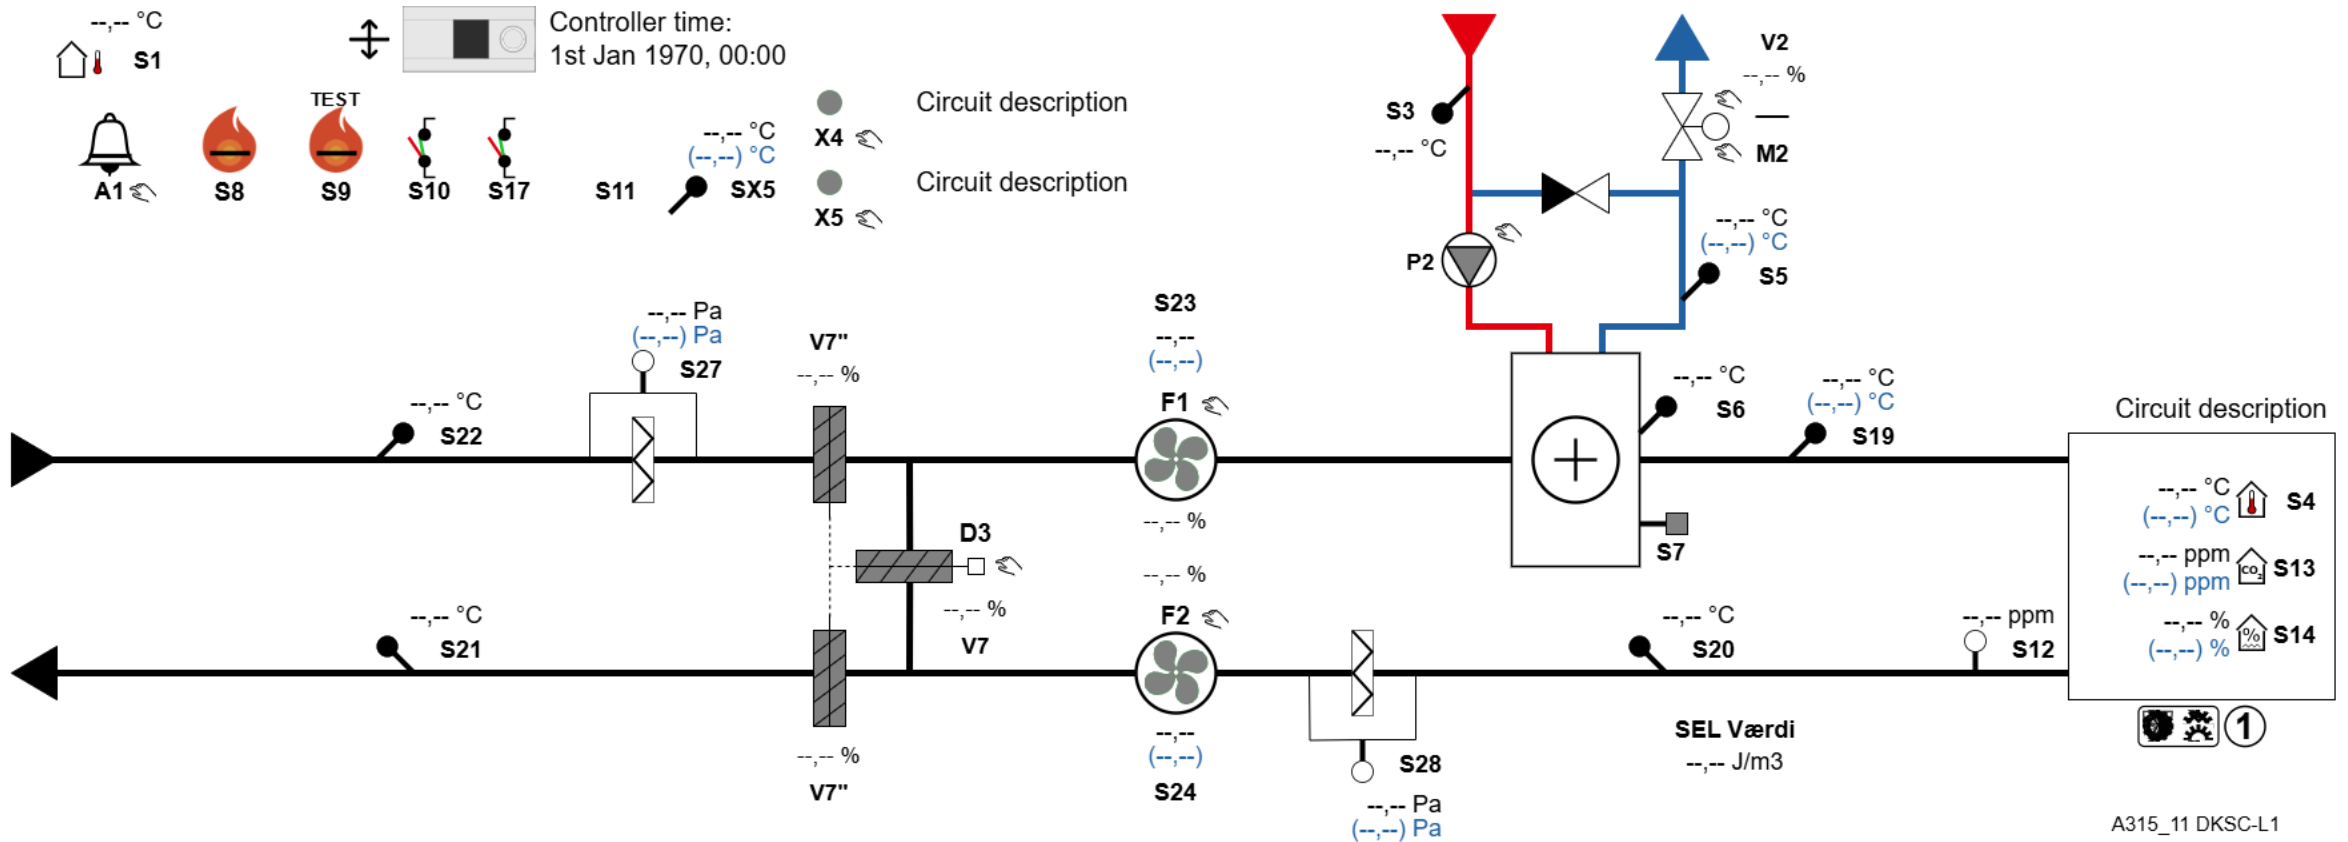 --,-- °C
S1
Controller time:
1st Jan 1970, 00:00
A1
S8
TEST
S9
S10
S17
S11
--,-- °C
(--,--) °C
SX5
X4
Circuit description
X5
Circuit description
S3
--,-- °C
V2
--,-- %
M2
P2
--,-- °C
(--,--) °C
S5
--,-- °C
S22
--,-- Pa
(--,--) Pa
S27
V7"
--,-- %
S23
--,--
(--,--)
F1
--,-- %
--,-- °C
S6
--,-- °C
(--,--) °C
S19
S7
Circuit description
--,-- °C
(--,--) °C
S4
--,-- ppm
(--,--) ppm
CO2
S13
--,-- %
(--,--) %
%
S14
D3
--,-- %
V7
--,-- %
F2
--,--
(--,--)
S24
--,-- °C
S21
--,-- %
V7"
S28
--,-- Pa
(--,--) Pa
--,-- °C
S20
--,-- ppm
S12
SEL Værdi
--,-- J/m3
1
A315_11 DKSC-L1